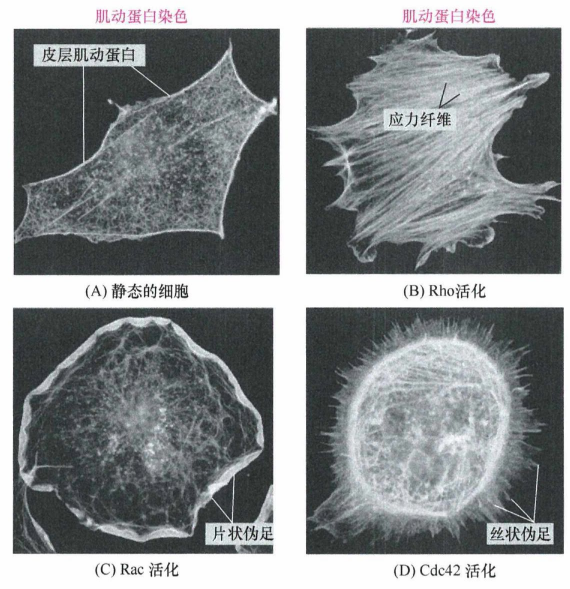 肌动蛋白染色
肌动蛋白染色
皮层肌动蛋白
应力纤维
(A) 静态的细胞
(B) Rho活化
片状伪足
丝状伪足
(C) Rac 活化
(D) Cdc42 活化